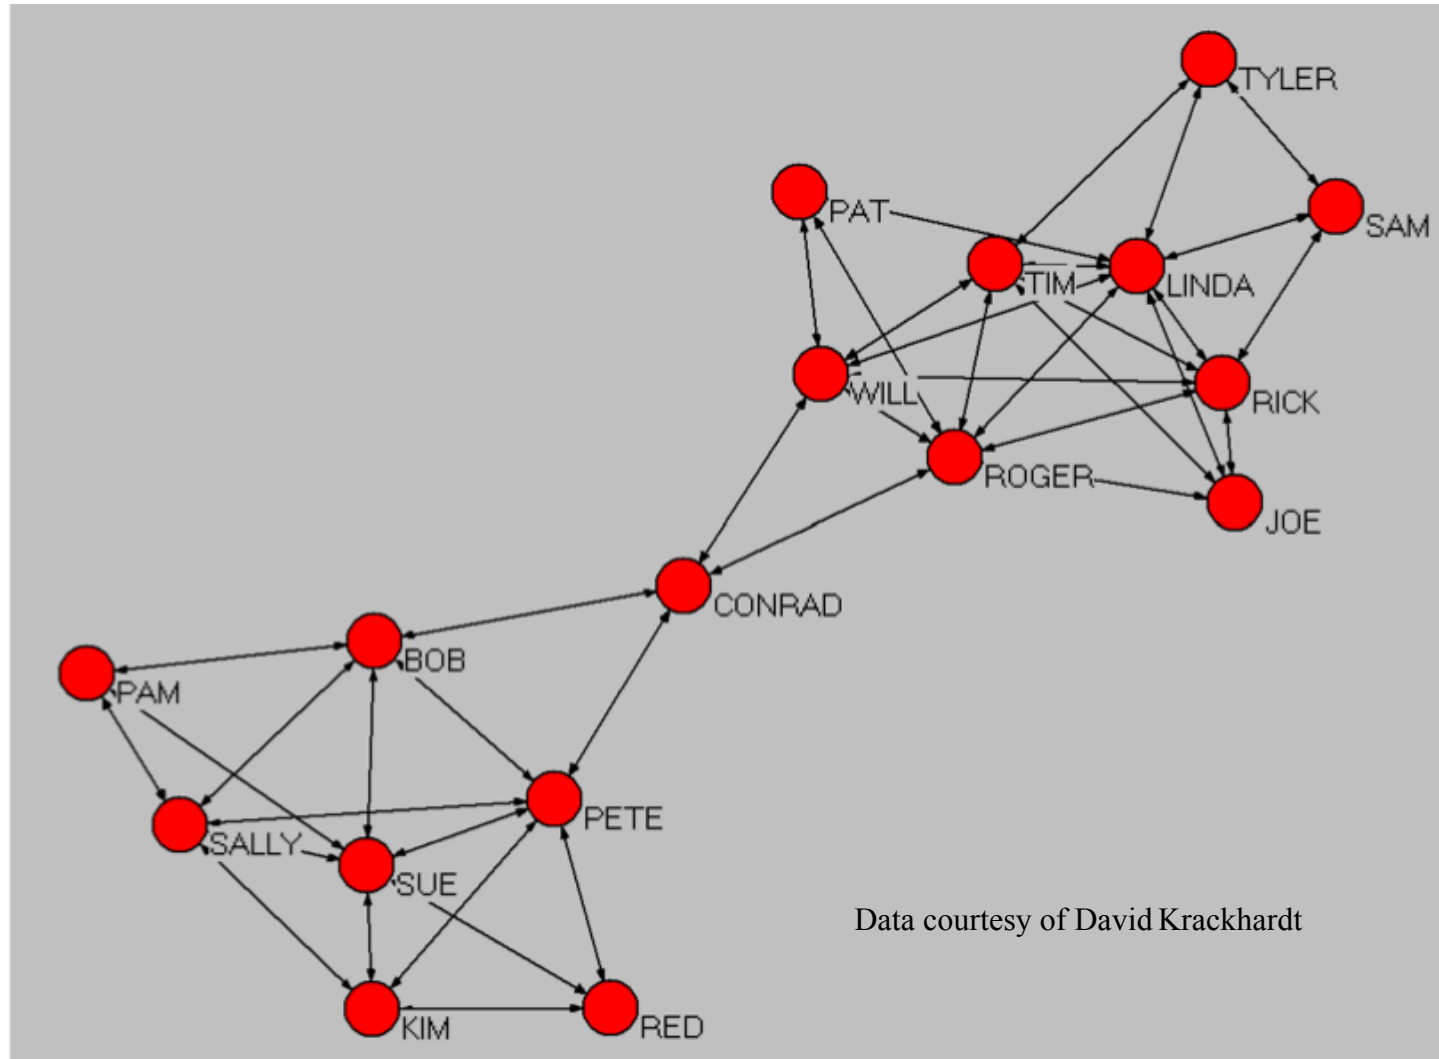 TYLER
PAT
SAM
TIM
LINDA
WILL
RICK
ROGER
JOE
CONRAD
BOB
PAM
PETE
SALLY
SUE
Data courtesy of David Krackhardt
KIM
RED